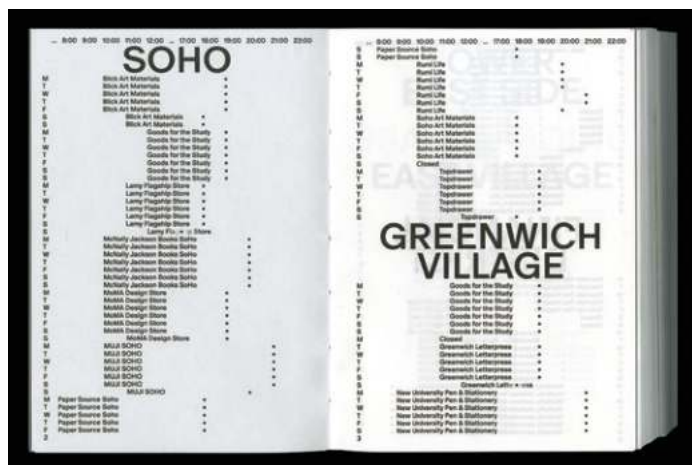 ... 8:00 9:00 10:00 11:00 12:00 ... 17:00 18:00 19:00 20:00 21:00 23:00
SOHO
M Blick Art Materials
T Blick Art Materials
W Blick Art Materials
T Blick Art Materials
F Blick Art Materials
S Blick Art Materials
S Blick Art Materials
M Goods for the Study
T Goods for the Study
W Goods for the Study
T Goods for the Study
F Goods for the Study
S Goods for the Study
S Goods for the Study
M Lamy Flagship Store
T Lamy Flagship Store
W Lamy Flagship Store
T Lamy Flagship Store
F Lamy Flagship Store
S Lamy Flagship Store
S Lamy Store
M McNally Jackson Books SoHo
T McNally Jackson Books SoHo
W McNally Jackson Books SoHo
T McNally Jackson Books SoHo
F McNally Jackson Books SoHo
S McNally Jackson Books SoHo
S McNally Jackson Books SoHo
M MoMA Design Store
T MoMA Design Store
W MoMA Design Store
T MoMA Design Store
F MoMA Design Store
S MoMA Design Store
S MoMA Design Store
M MUJI SOHO
T MUJI SOHO
W MUJI SOHO
T MUJI SOHO
F MUJI SOHO
S MUJI SOHO
S MUJI SOHO
M Paper Source Soho
T Paper Source Soho
W Paper Source Soho
T Paper Source Soho
F Paper Source Soho
2
... 8:00 9:00 10:00 11:00 12:00 ... 17:00 18:00 19:00 20:00 21:00 22:00
S Paper Source Soho
S Paper Source Soho
M Rumi Life
T Rumi Life
W Rumi Life
T Rumi Life
F Rumi Life
S Rumi Life
S Rumi Life
M Soho Art Materials
T Soho Art Materials
W Soho Art Materials
T Soho Art Materials
F Soho Art Materials
S Soho Art Materials
S Closed
M Topdrawer
T Topdrawer
W Topdrawer
T Topdrawer
F Topdrawer
S Topdrawer
S Topdrawer
GREENWICH
VILLAGE
M Goods for the Study
T Goods for the Study
W Goods for the Study
T Goods for the Study
F Goods for the Study
S Goods for the Study
S Goods for the Study
M Closed
T Greenwich Letterpress
W Greenwich Letterpress
T Greenwich Letterpress
F Greenwich Letterpress
S Greenwich Letterpress
S Greenwich
M New University Pen & Stationery
T New University Pen & Stationery
W New University Pen & Stationery
T New University Pen & Stationery
F New University Pen & Stationery
S New University Pen & Stationery
3